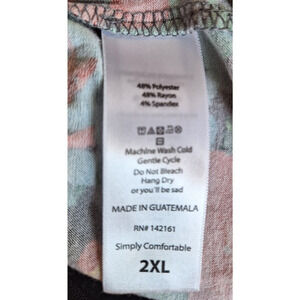 48% Polyester
48% Rayon
4% Spandex
Machine Wash Cold
Gentle Cycle
Do Not Bleach
Hang Dry
or you'll be sad
MADE IN GUATEMALA
RN# 142161
Simply Comfortable
2XL